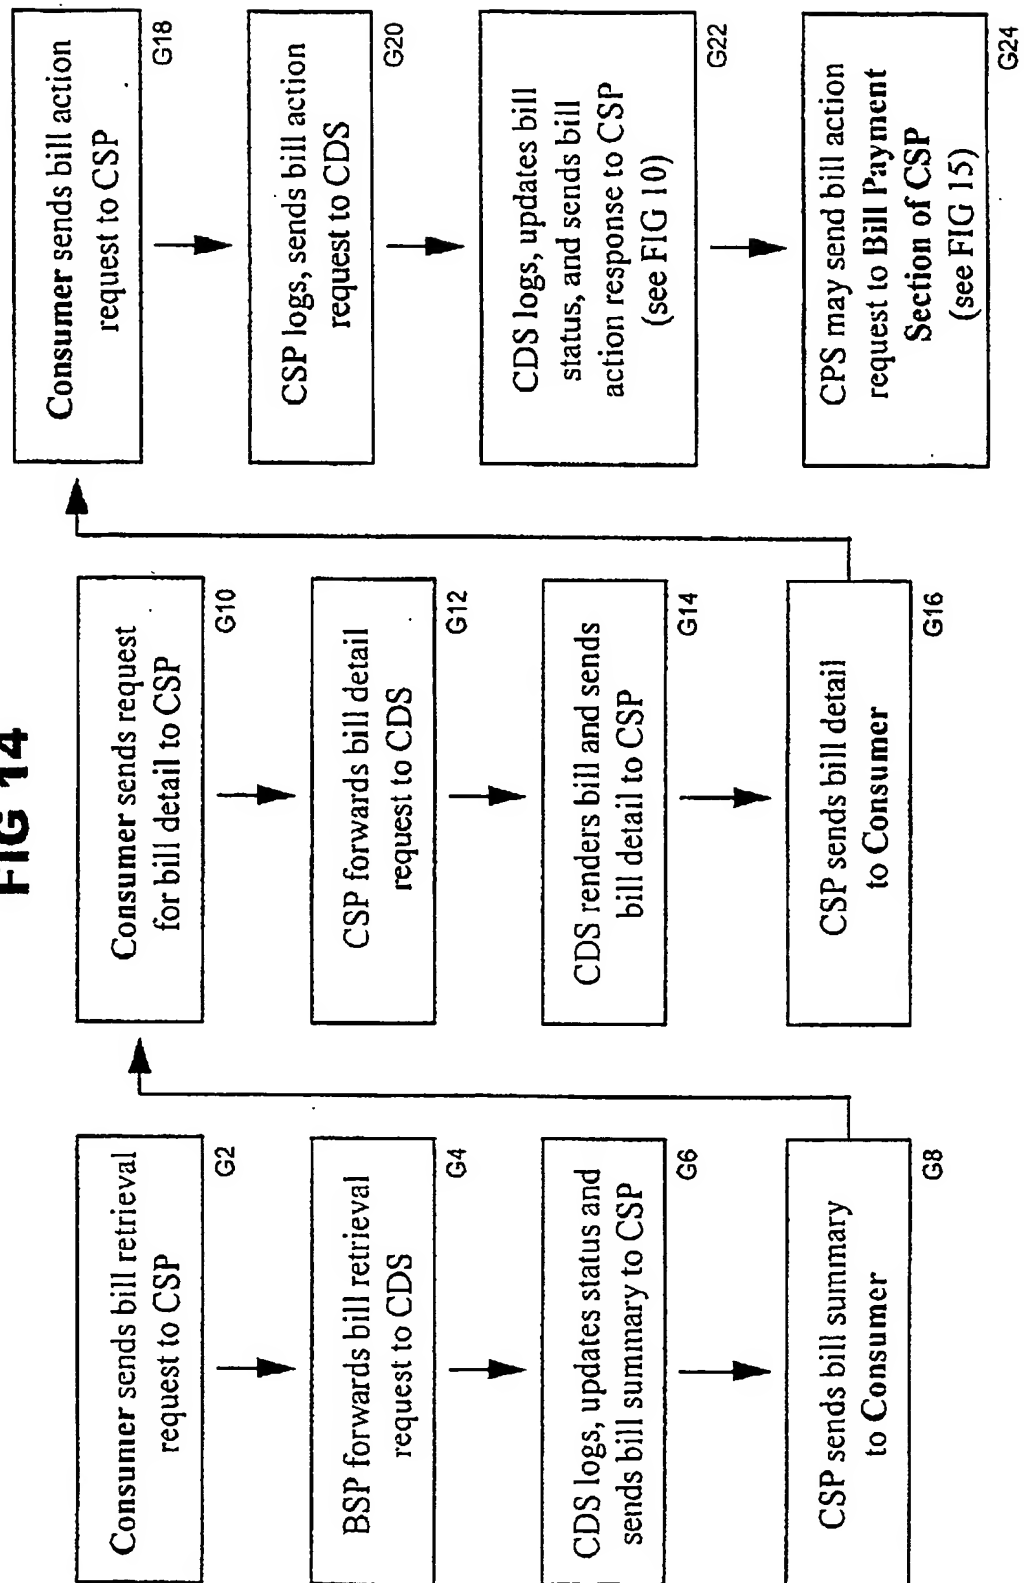 FIG 14
Consumer sends bill retrieval
request to CSP
G2
BSP forwards bill retrieval
request to CDS
G4
CDS logs, updates status and
sends bill summary to CSP
G6
CSP sends bill summary
to Consumer
G8
Consumer sends request
for bill detail to CSP
G10
CSP forwards bill detail
request to CDS
G12
CDS renders bill and sends
bill detail to CSP
G14
CSP sends bill detail
to Consumer
G16
Consumer sends bill action
request to CSP
G18
CSP logs, sends bill action
request to CDS
G20
CDS logs, updates bill
status, and sends bill
action response to CSP
(see FIG 10)
G22
CPS may send bill action
request to Bill Payment
Section of CSP
(see FIG 15)
G24